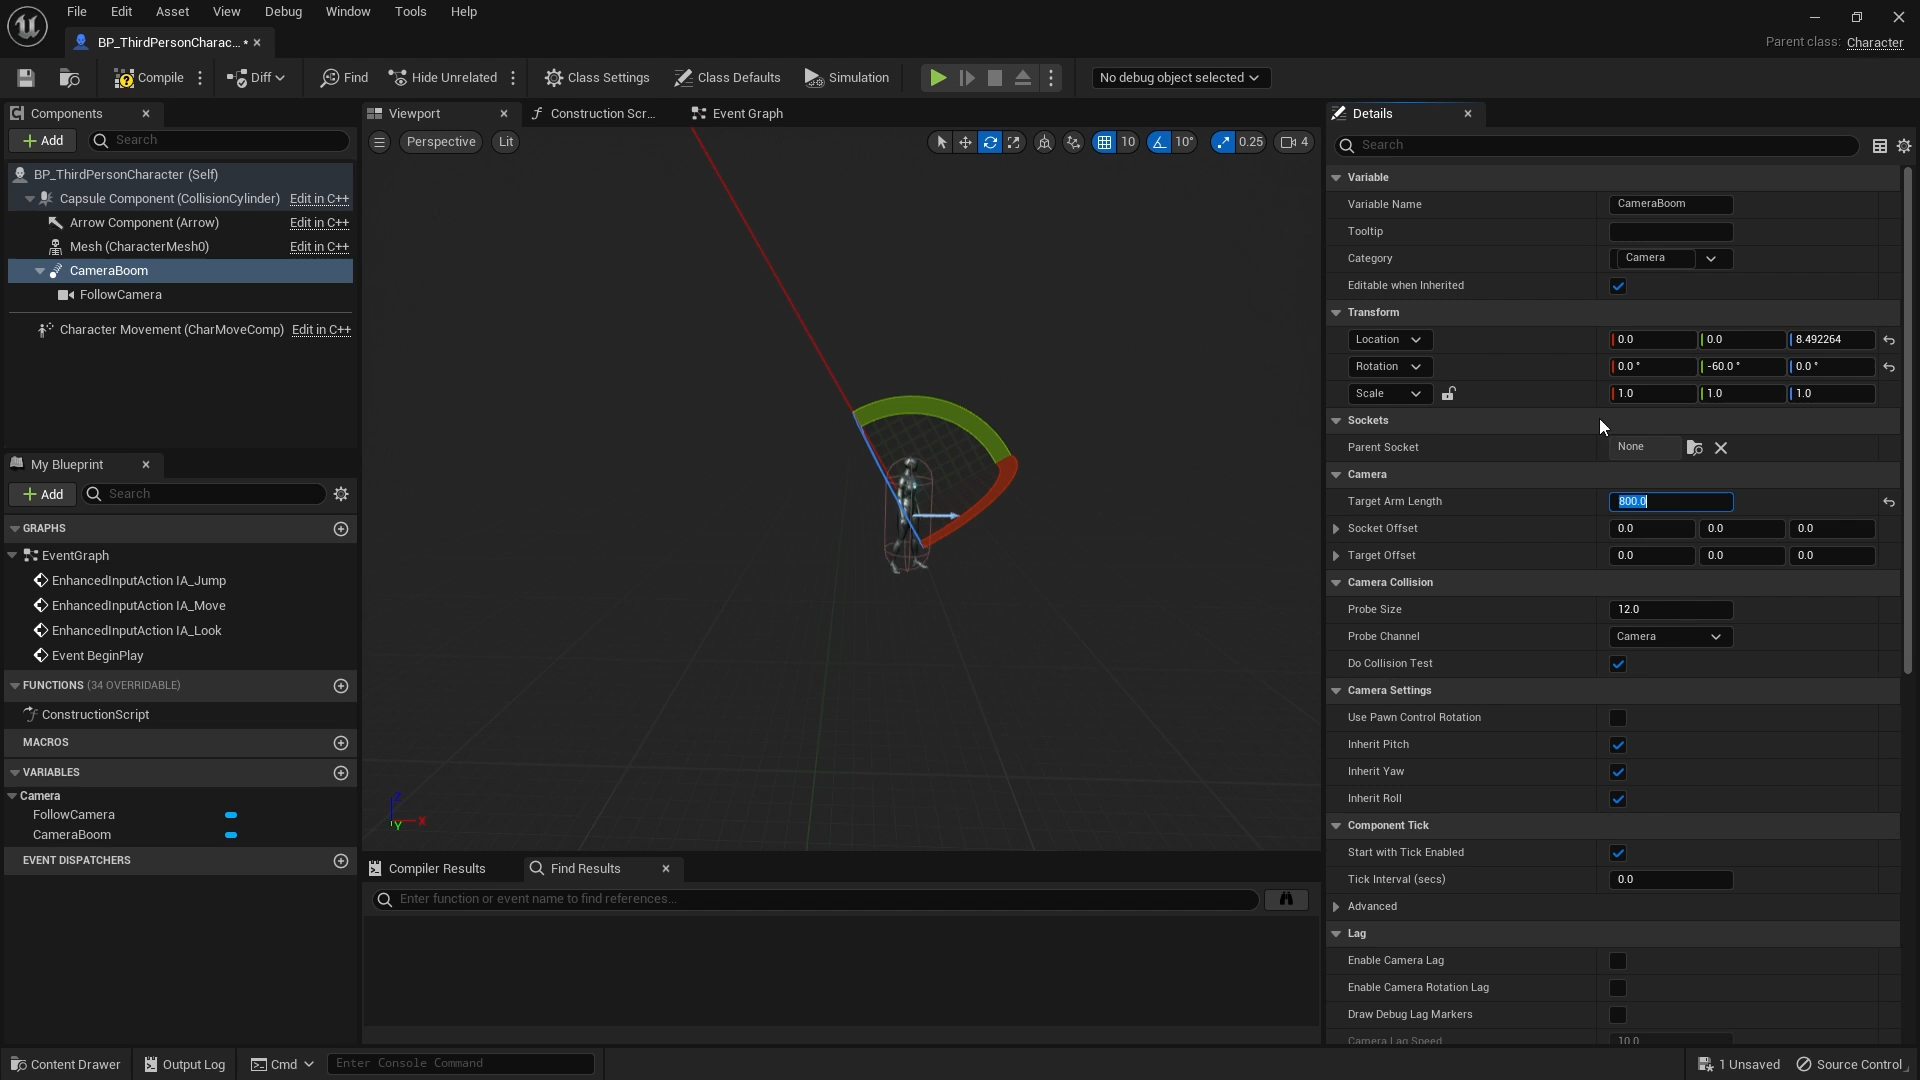 File Edit Asset View Debug Window Tools Help
BP_ThirdPersonCharac... *
Parent class: Character
Compile Diff Find Hide Unrelated Class Settings Class Defaults Simulation No debug object selected
Components
Add Search
BP_ThirdPersonCharacter (Self)
Capsule Component (CollisionCylinder) Edit in C++
Arrow Component (Arrow) Edit in C++
Mesh (CharacterMesh0) Edit in C++
CameraBoom
FollowCamera
Character Movement (CharMoveComp) Edit in C++
My Blueprint
Add Search
GRAPHS
EventGraph
EnhancedInputAction IA_Jump
EnhancedInputAction IA_Move
EnhancedInputAction IA_Look
Event BeginPlay
FUNCTIONS (34 OVERRIDABLE)
ConstructionScript
MACROS
VARIABLES
Camera
FollowCamera
CameraBoom
EVENT DISPATCHERS
Viewport Construction Scr... Event Graph
Perspective Lit 10 10° 0.25 4
Z
X
Y
Compiler Results Find Results
Enter function or event name to find references...
Details
Search
Variable
Variable Name CameraBoom
Tooltip
Category Camera
Editable when Inherited
Transform
Location 0.0 0.0 8.492264
Rotation 0.0 ° -60.0 ° 0.0 °
Scale 1.0 1.0 1.0
Sockets
Parent Socket None
Camera
Target Arm Length 800.0
Socket Offset 0.0 0.0 0.0
Target Offset 0.0 0.0 0.0
Camera Collision
Probe Size 12.0
Probe Channel Camera
Do Collision Test
Camera Settings
Use Pawn Control Rotation
Inherit Pitch
Inherit Yaw
Inherit Roll
Component Tick
Start with Tick Enabled
Tick Interval (secs) 0.0
Advanced
Lag
Enable Camera Lag
Enable Camera Rotation Lag
Draw Debug Lag Markers
Camera Lag Speed 10.0
Content Drawer Output Log Cmd Enter Console Command 1 Unsaved Source Control